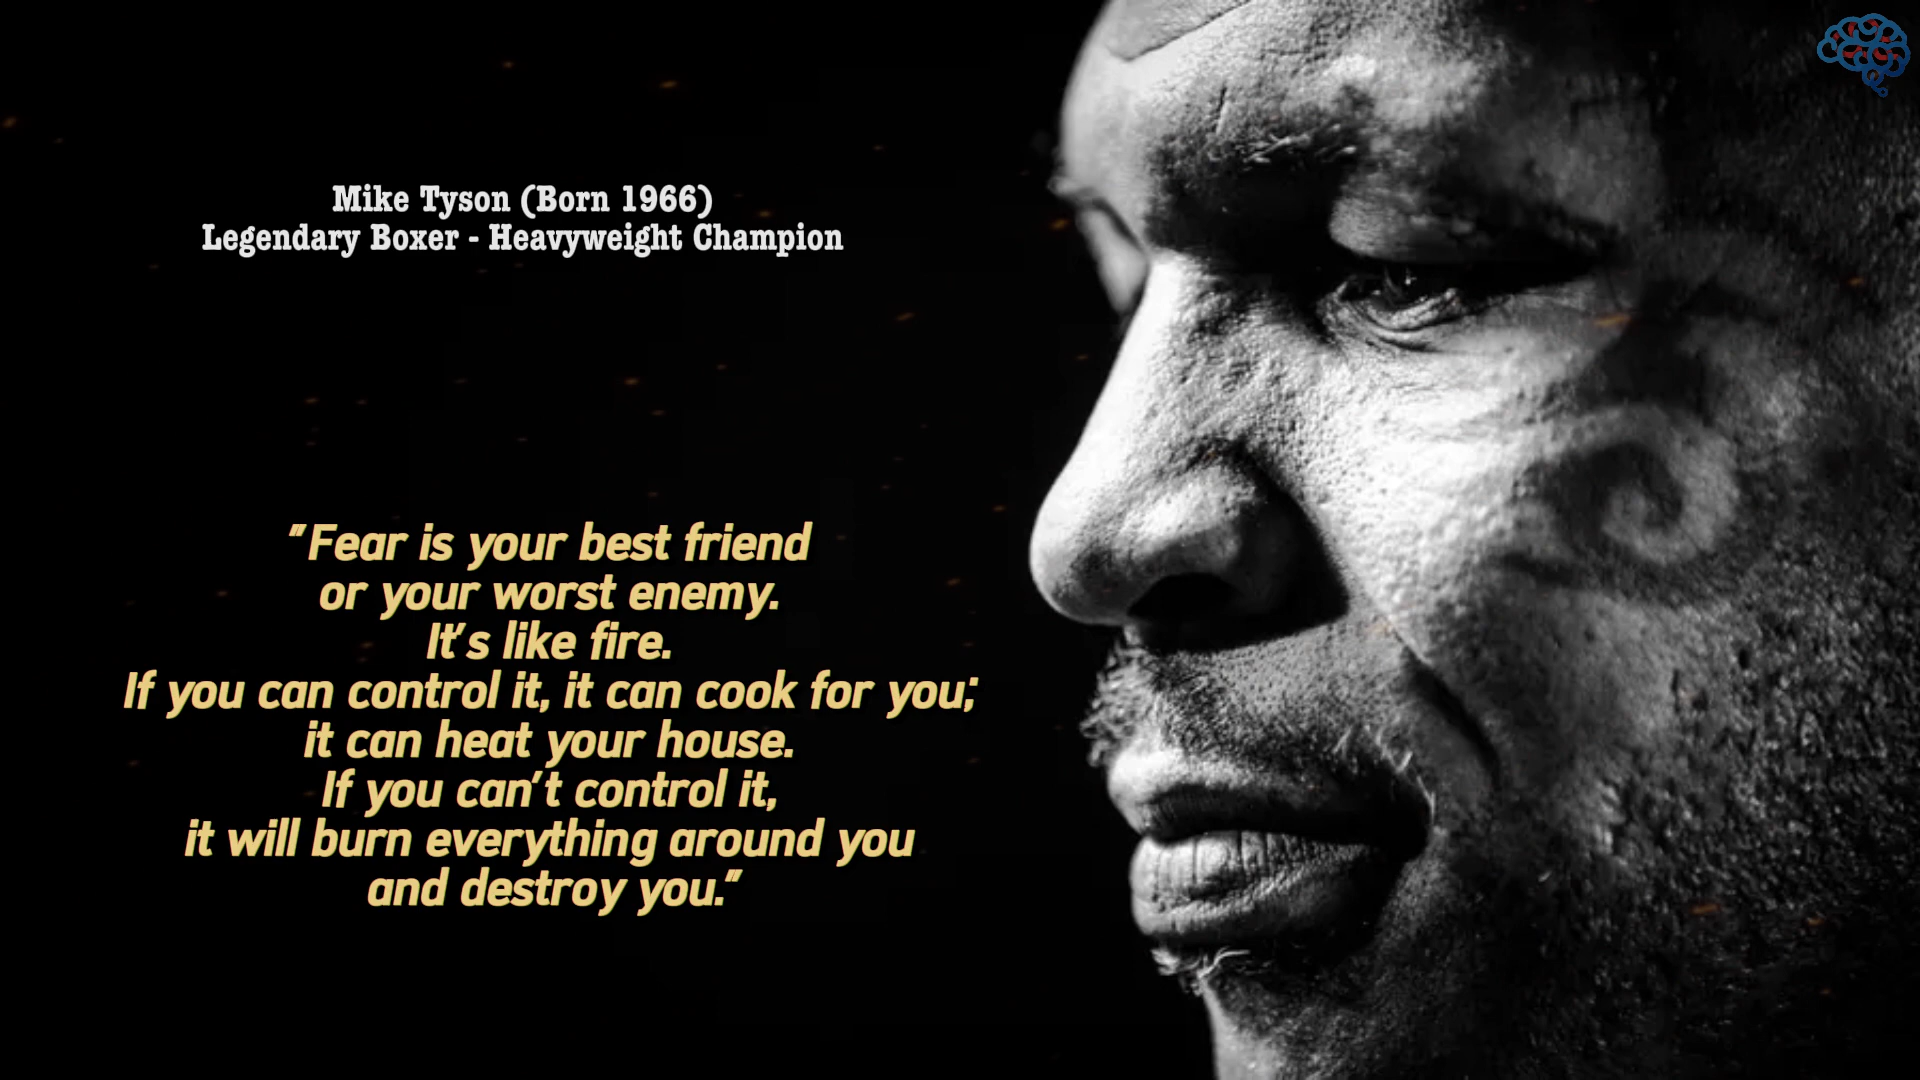 Mike Tyson (Born 1966)
Legendary Boxer - Heavyweight Champion
"Fear is your best friend
or your worst enemy.
It's like fire.
If you can control it, it can cook for you;
it can heat your house.
If you can't control it,
it will burn everything around you
and destroy you."